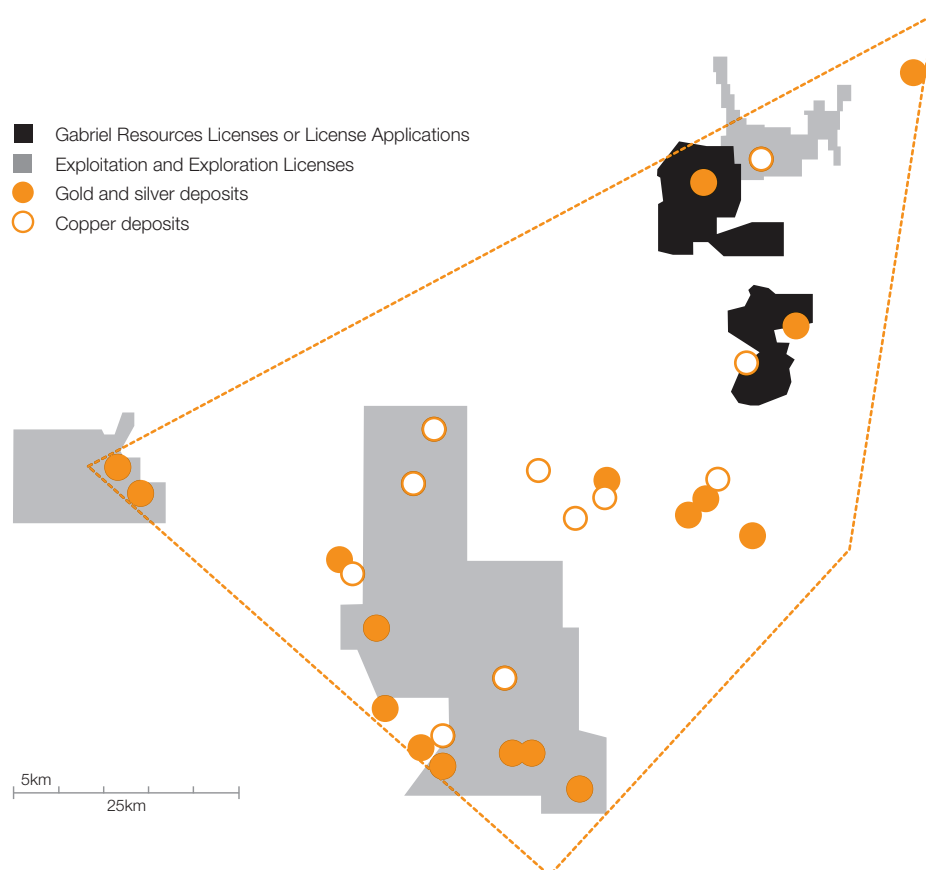 Gabriel Resources Licenses or License Applications
Exploitation and Exploration Licenses
Gold and silver deposits
Copper deposits
5km
25km